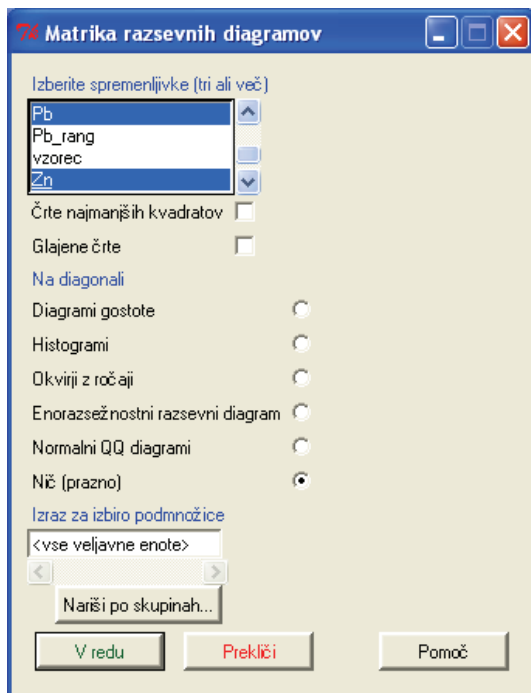 Matrika razsevnih diagramov
Izberite spremenljivke (tri ali več)
Pb
Pb_rang
vzorec
Zn
Črte najmanjših kvadratov
Glajene črte
Na diagonali
Diagrami gostote
Histogrami
Okvirji z ročaji
Enorazsežnostni razsevni diagram
Normalni QQ diagrami
Nič (prazno)
Izraz za izbiro podmnožice
<vse veljavne enote>
Nariši po skupinah...
V redu Prekliči Pomoč